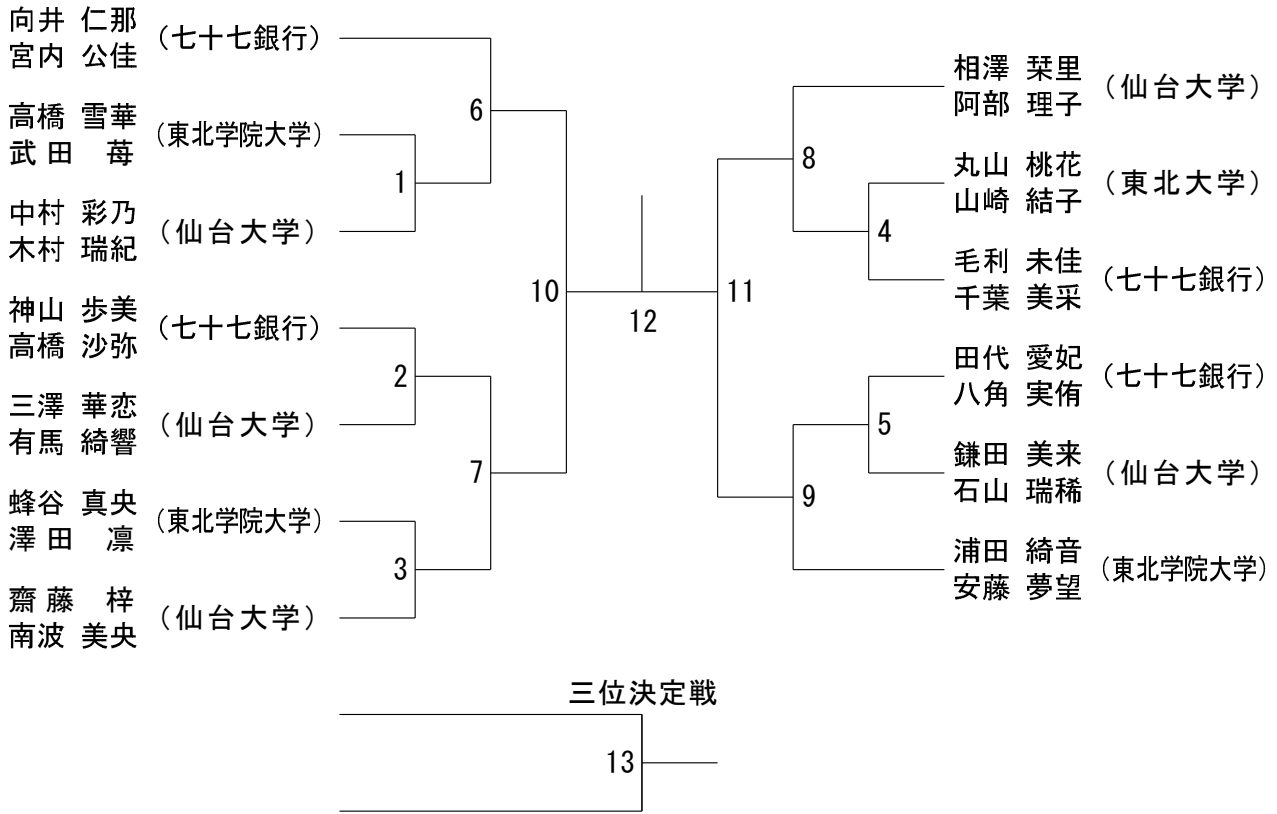 向井 仁那
宮内 公佳
(七十七銀行)
高橋 雪華
武田 苺
(東北学院大学)
中村 彩乃
木村 瑞紀
(仙台大学)
神山 歩美
高橋 沙弥
(七十七銀行)
三澤 華恋
有馬 綺響
(仙台大学)
蜂谷 真央
澤田 凛
(東北学院大学)
齋藤 梓
南波 美央
(仙台大学)
1
2
3
6
7
10
12
11
8
9
4
5
相澤 栞里
阿部 理子
(仙台大学)
丸山 桃花
山崎 結子
(東北大学)
毛利 未佳
千葉 美采
(七十七銀行)
田代 愛妃
八角 実侑
(七十七銀行)
鎌田 美来
石山 瑞稀
(仙台大学)
浦田 綺音
安藤 夢望
(東北学院大学)
三位決定戦
13